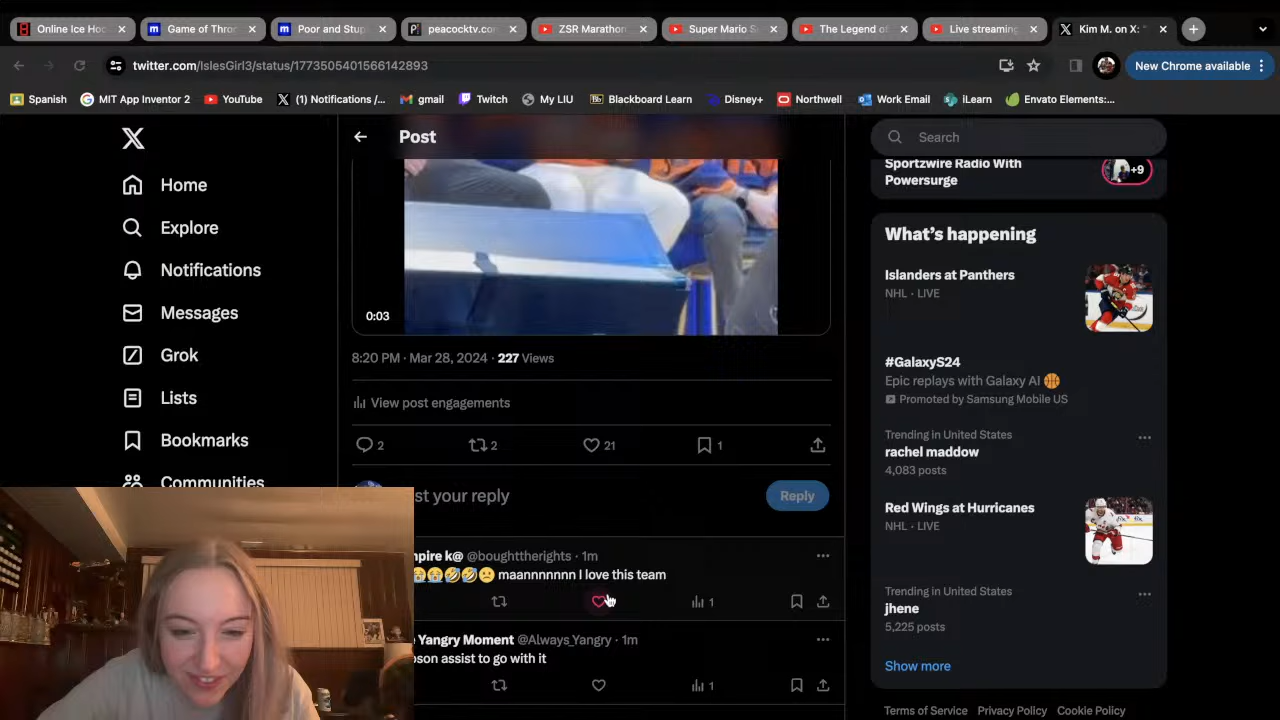 Online Ice Hoc
Game of Thror
Poor and Stup
peacocktv.con
ZSR Marathon
Super Mario S
The Legend of
Live streaming
Kim M. on X: "
twitter.com/IslesGirl3/status/1773505401566142893
New Chrome available
Spanish
MIT App Inventor 2
YouTube
(1) Notifications /...
gmail
Twitch
My LIU
Blackboard Learn
Disney+
Northwell
Work Email
iLearn
Envato Elements:...
Home
Explore
Notifications
Messages
Grok
Lists
Bookmarks
Communities
Post
0:03
8:20 PM · Mar 28, 2024 · 227 Views
View post engagements
2
2
21
1
st your reply
Reply
npire k@ @boughttherights · 1m
😭😭🤣🤣🙁 maannnnnnn I love this team
1
Yangry Moment @Always_Yangry · 1m
oson assist to go with it
1
Search
Sportzwire Radio With
Powersurge
+9
What's happening
Islanders at Panthers
NHL · LIVE
#GalaxyS24
Epic replays with Galaxy AI 🏀
Promoted by Samsung Mobile US
Trending in United States
rachel maddow
4,083 posts
Red Wings at Hurricanes
NHL · LIVE
Trending in United States
jhene
5,225 posts
Show more
Terms of Service
Privacy Policy
Cookie Policy